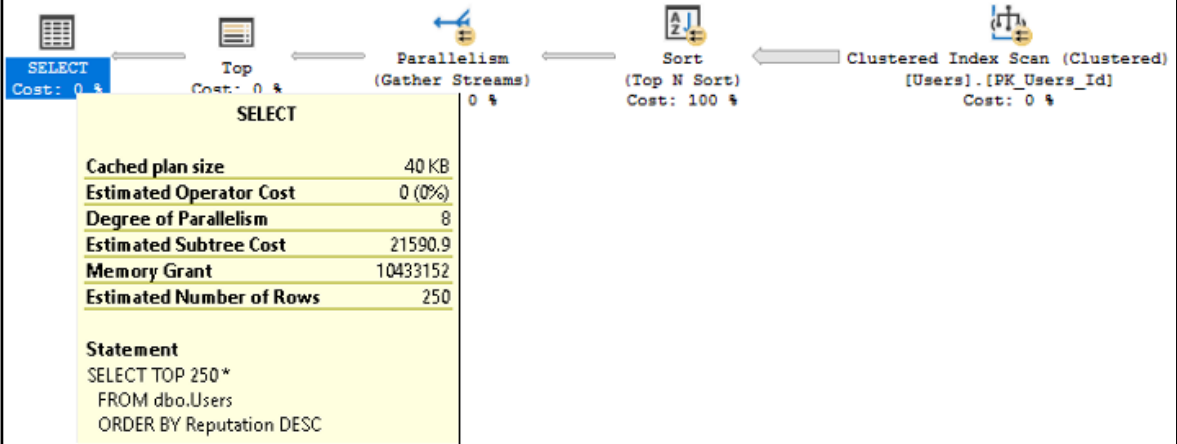 SELECT
Cost: 0 %
Top
Cost: 0 %
Parallelism
(Gather Streams)
0 %
Sort
(Top N Sort)
Cost: 100 %
Clustered Index Scan (Clustered)
[Users].[PK_Users_Id]
Cost: 0 %
SELECT
Cached plan size 40 KB
Estimated Operator Cost 0 (0%)
Degree of Parallelism 8
Estimated Subtree Cost 21590.9
Memory Grant 10433152
Estimated Number of Rows 250
Statement
SELECT TOP 250 *
FROM dbo.Users
ORDER BY Reputation DESC